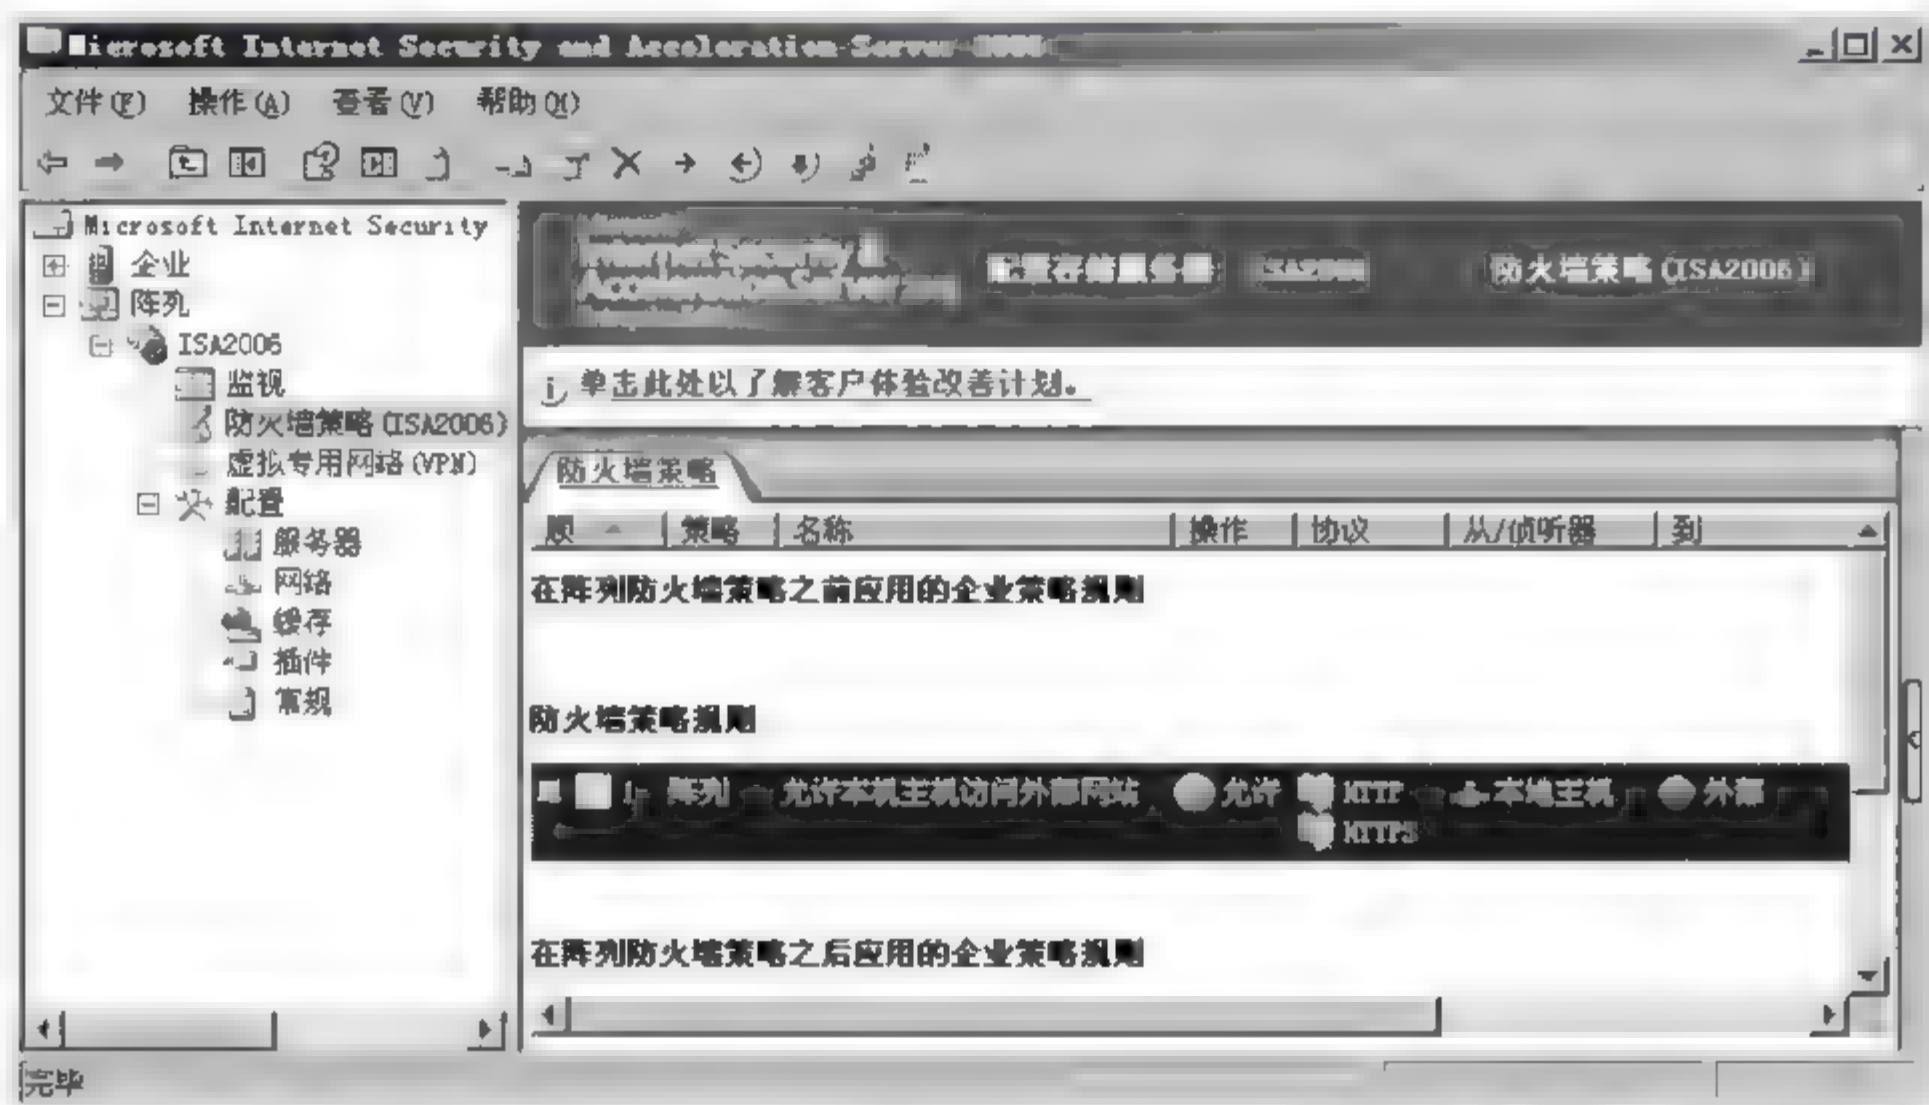 Microsoft Internet Security and Acceleration Server
文件(F) 操作(A) 查看(V) 帮助(H)
Microsoft Internet Security
企业
阵列
ISA2006
监视
防火墙策略(ISA2006)
虚拟专用网络(VPN)
配置
服务器
网络
缓存
插件
常规
配置存储服务器 ISA2006 防火墙策略(ISA2006)
单击此处以了解客户体验改善计划。
防火墙策略
顺 策略 名称 操作 协议 从/侦听器 到
在阵列防火墙策略之前应用的企业策略规则
防火墙策略规则
1 阵列 允许本机主机访问外部网站 允许 HTTP 本地主机 外部
HTTPS
在阵列防火墙策略之后应用的企业策略规则
完毕